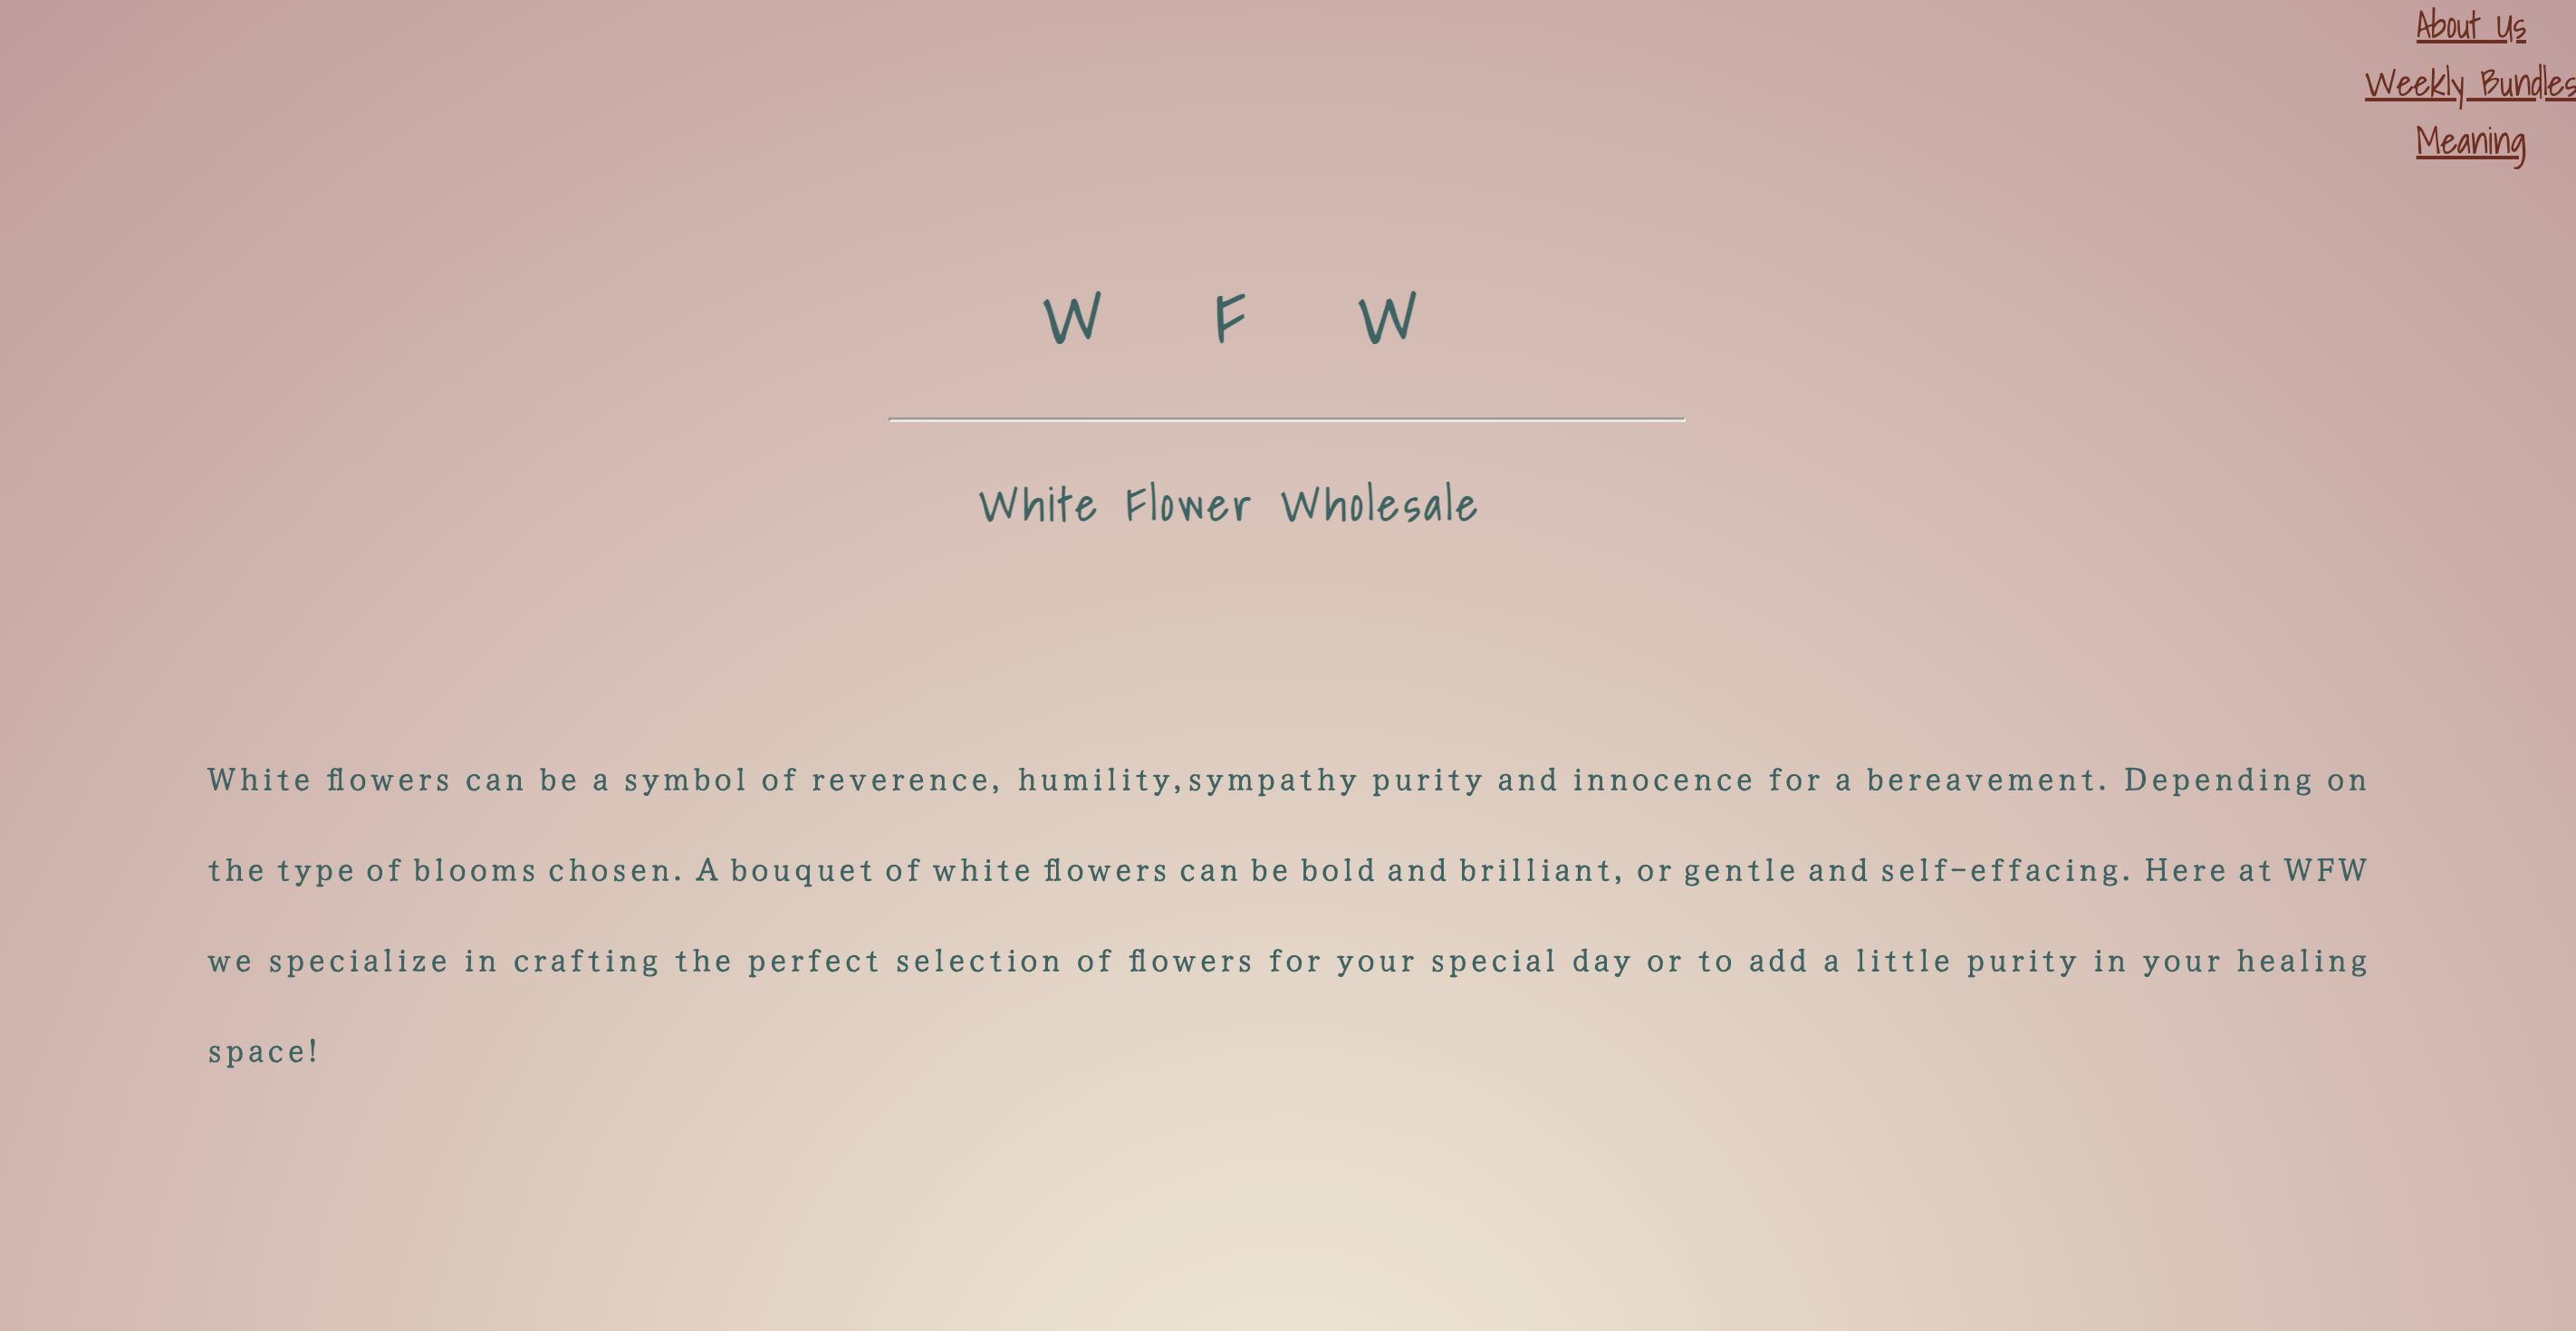 About Us
Weekly Bundles
Meaning
W F W
White Flower Wholesale
White flowers can be a symbol of reverence, humility,sympathy purity and innocence for a bereavement. Depending on
the type of blooms chosen. A bouquet of white flowers can be bold and brilliant, or gentle and self-effacing. Here at WFW
we specialize in crafting the perfect selection of flowers for your special day or to add a little purity in your healing
space!